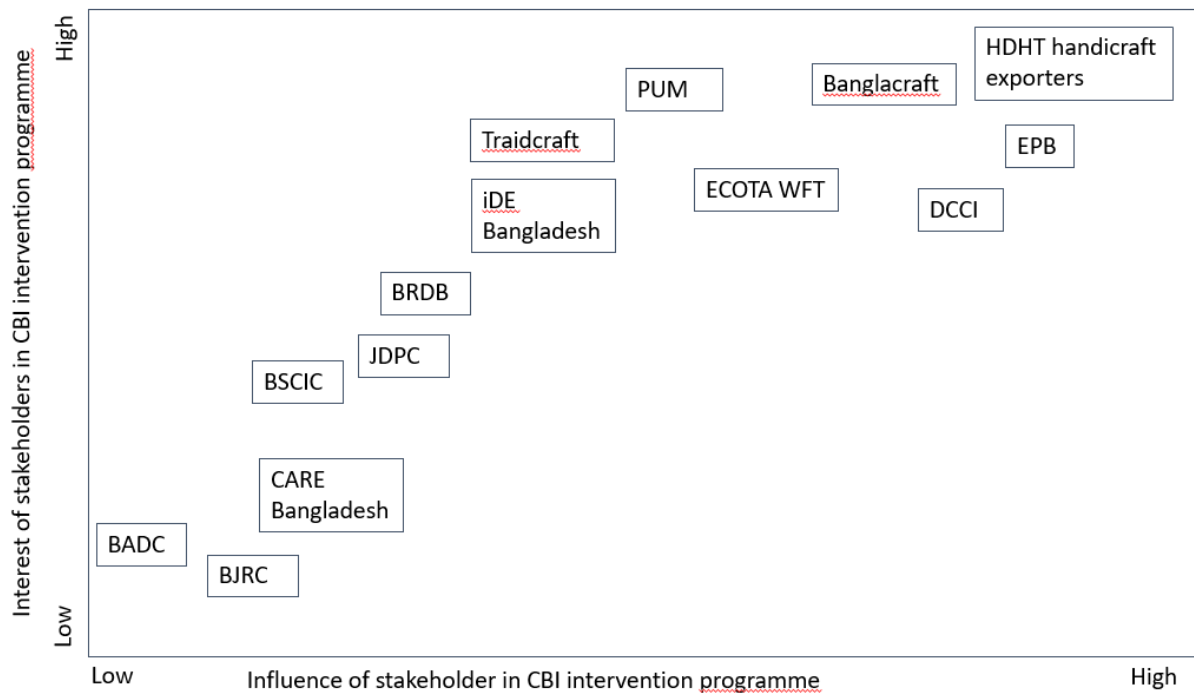 High
Interest of stakeholders in CBI intervention programme
Low
HDHT handicraft
exporters
PUM
Banglacraft
Traidcraft
EPB
ECOTA WFT
iDE
Bangladesh
DCCI
BRDB
JDPC
BSCIC
CARE
Bangladesh
BADC
BJRC
Low
Influence of stakeholder in CBI intervention programme
High